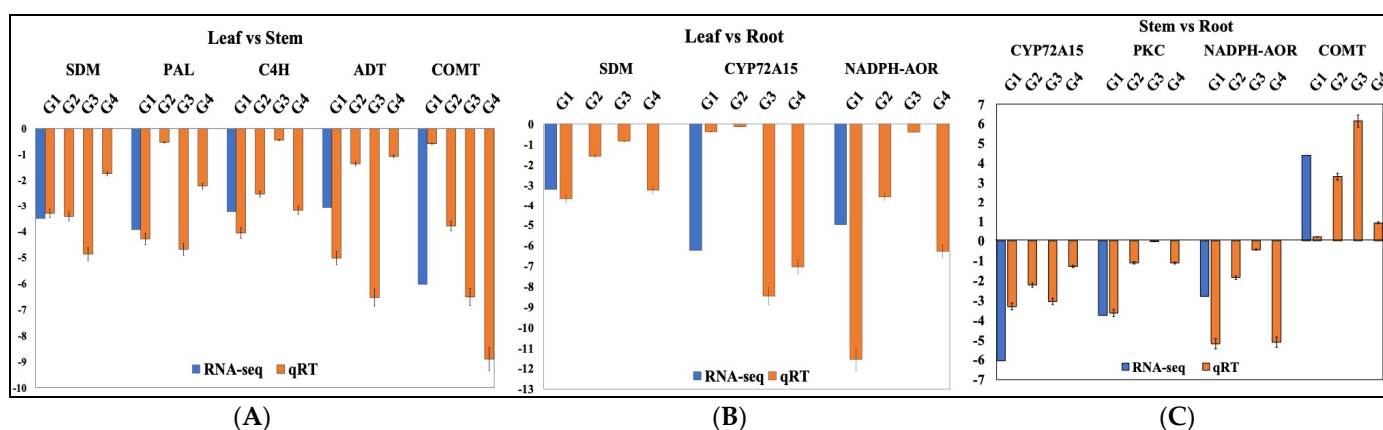 Leaf vs Stem
SDM PAL C4H ADT COMT
G1 G2 G3 G4 G1 G2 G3 G4 G1 G2 G3 G4 G1 G2 G3 G4 G1 G2 G3 G4
0
-1
-2
-3
-4
-5
-6
-7
-8
-9
-10
RNA-seq qRT
(A)
Leaf vs Root
SDM CYP72A15 NADPH-AOR
G1 G2 G3 G4 G1 G2 G3 G4 G1 G2 G3 G4
0
-1
-2
-3
-4
-5
-6
-7
-8
-9
-10
-11
-12
-13
RNA-seq qRT
(B)
Stem vs Root
CYP72A15 PKC NADPH-AOR COMT
G1 G2 G3 G4 G1 G2 G3 G4 G1 G2 G3 G4 G1 G2 G3 G4
7
6
5
4
3
2
1
0
-1
-2
-3
-4
-5
-6
-7
RNA-seq qRT
(C)